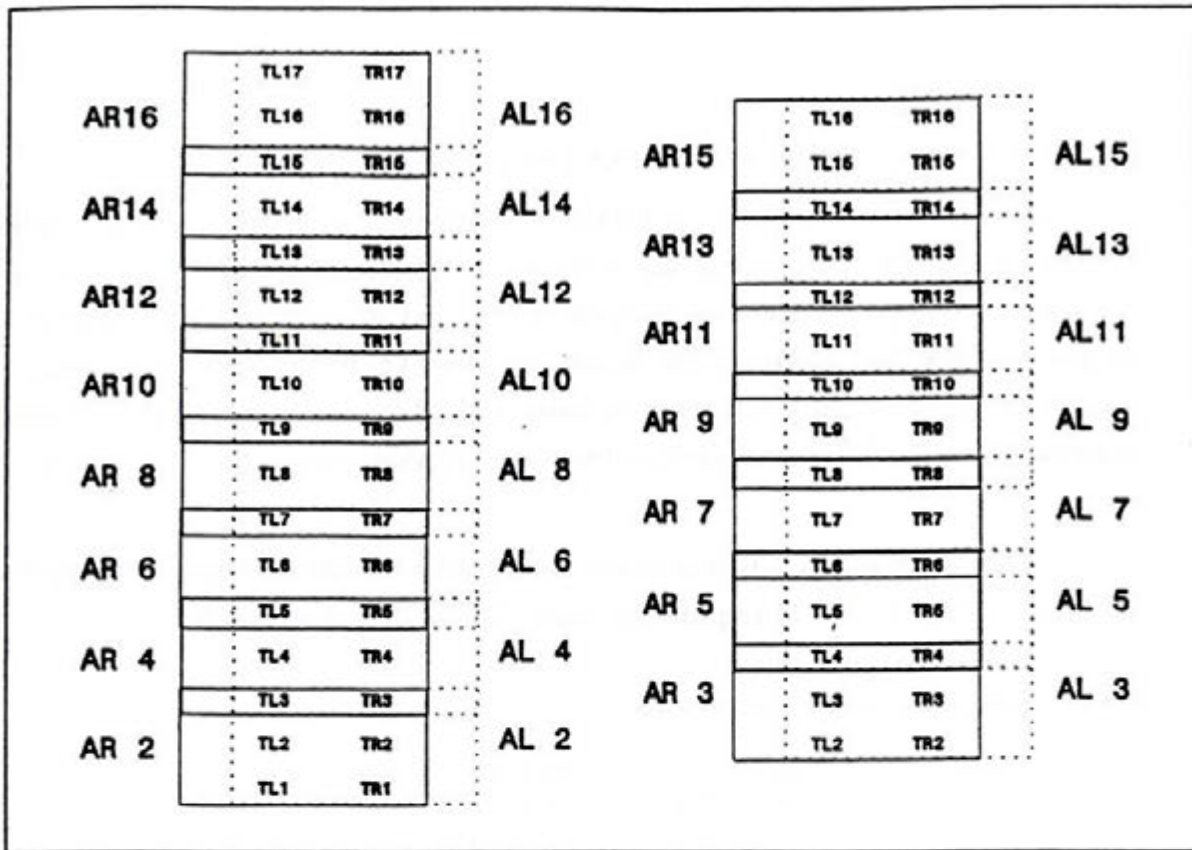 TL17 TR17
AR16 TL16 TR16 AL16
TL15 TR15
AR14 TL14 TR14 AL14
TL13 TR13
AR12 TL12 TR12 AL12
TL11 TR11
AR10 TL10 TR10 AL10
TL9 TR9
AR 8 TL8 TR8 AL 8
TL7 TR7
AR 6 TL6 TR6 AL 6
TL5 TR5
AR 4 TL4 TR4 AL 4
TL3 TR3
AR 2 TL2 TR2 AL 2
TL1 TR1
TL16 TR16
AR15 TL15 TR15 AL15
TL14 TR14
AR13 TL13 TR13 AL13
TL12 TR12
AR11 TL11 TR11 AL11
TL10 TR10
AR 9 TL9 TR9 AL 9
TL8 TR8
AR 7 TL7 TR7 AL 7
TL6 TR6
AR 5 TL5 TR5 AL 5
TL4 TR4
AR 3 TL3 TR3 AL 3
TL2 TR2